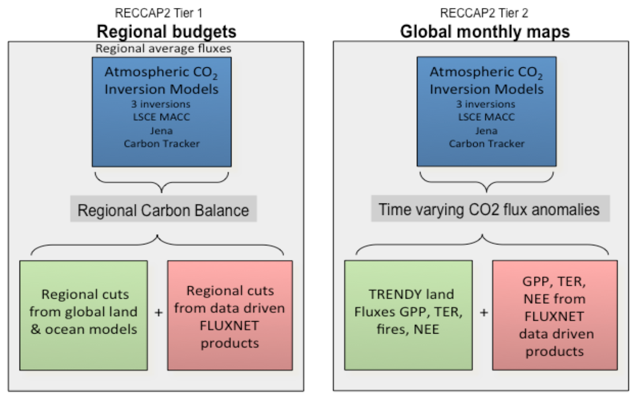 RECCAP2 Tier 1
Regional budgets
Regional average fluxes
Atmospheric CO₂
Inversion Models
3 inversions
LSCE MACC
Jena
Carbon Tracker
Regional Carbon Balance
Regional cuts
from global land
& ocean models
+
Regional cuts
from data driven
FLUXNET
products
RECCAP2 Tier 2
Global monthly maps
Atmospheric CO₂
Inversion Models
3 inversions
LSCE MACC
Jena
Carbon Tracker
Time varying CO2 flux anomalies
TRENDY land
Fluxes GPP, TER,
fires, NEE
+
GPP, TER,
NEE from
FLUXNET
data driven
products